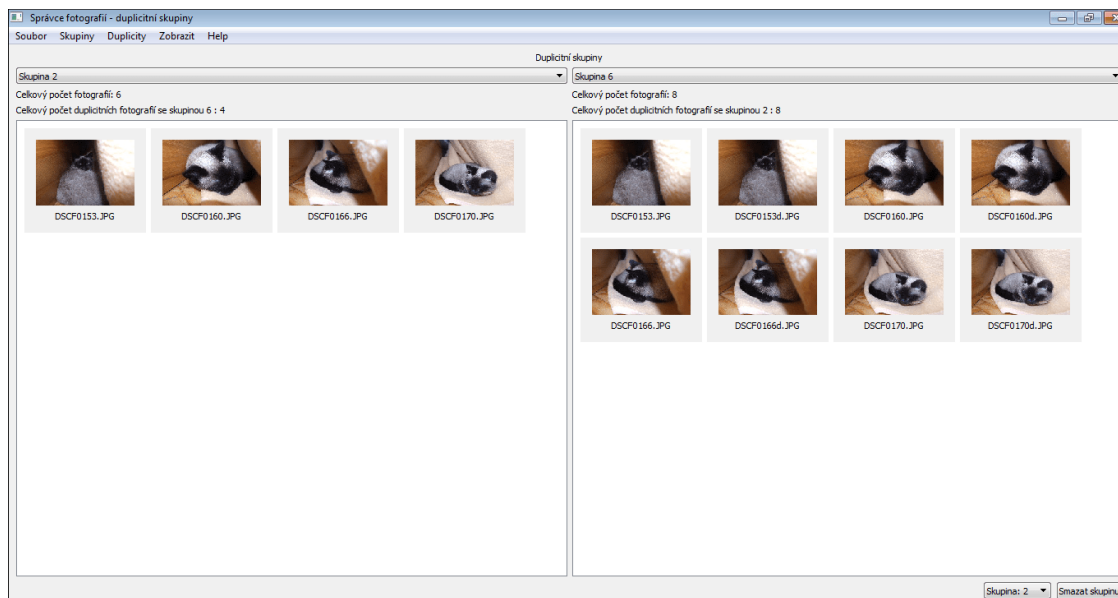 Správce fotografií - duplicitní skupiny
Soubor Skupiny Duplicity Zobrazit Help
Duplicitní skupiny
Skupina 2
Skupina 6
Celkový počet fotografií: 6
Celkový počet fotografií: 8
Celkový počet duplicitních fotografií se skupinou 6 : 4
Celkový počet duplicitních fotografií se skupinou 2 : 8
DSCF0153.JPG DSCF0160.JPG DSCF0166.JPG DSCF0170.JPG
DSCF0153.JPG DSCF0153d.JPG DSCF0160.JPG DSCF0160d.JPG
DSCF0166.JPG DSCF0166d.JPG DSCF0170.JPG DSCF0170d.JPG
Skupina: 2 Smazat skupinu